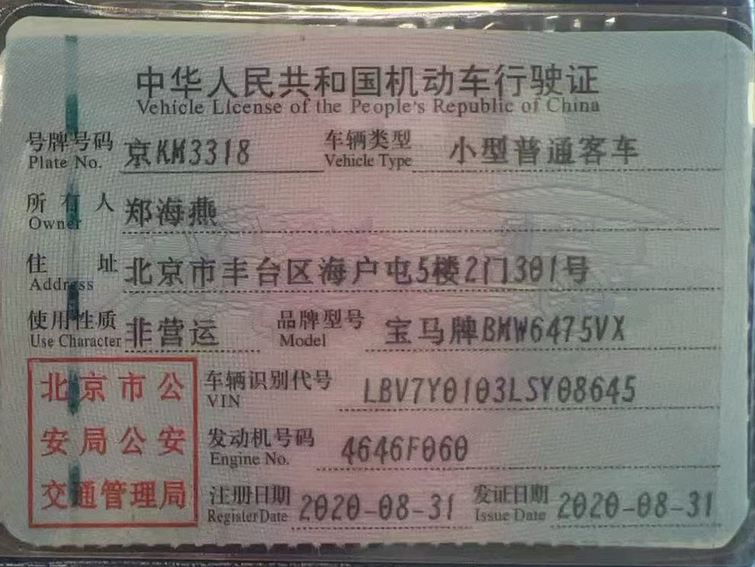 中华人民共和国机动车行驶证
Vehicle License of the People's Republic of China
号牌号码 Plate No. 京KM3318 车辆类型 Vehicle Type 小型普通客车
所有人 Owner 郑海燕
住址 Address 北京市丰台区海户屯5楼2门301号
使用性质 Use Character 非营运 品牌型号 Model 宝马牌BMW6475VX
北京市公安局公安交通管理局
车辆识别代号 VIN LBV7Y0103LSY08645
发动机号码 Engine No. 4646F060
注册日期 Register Date 2020-08-31 发证日期 Issue Date 2020-08-31